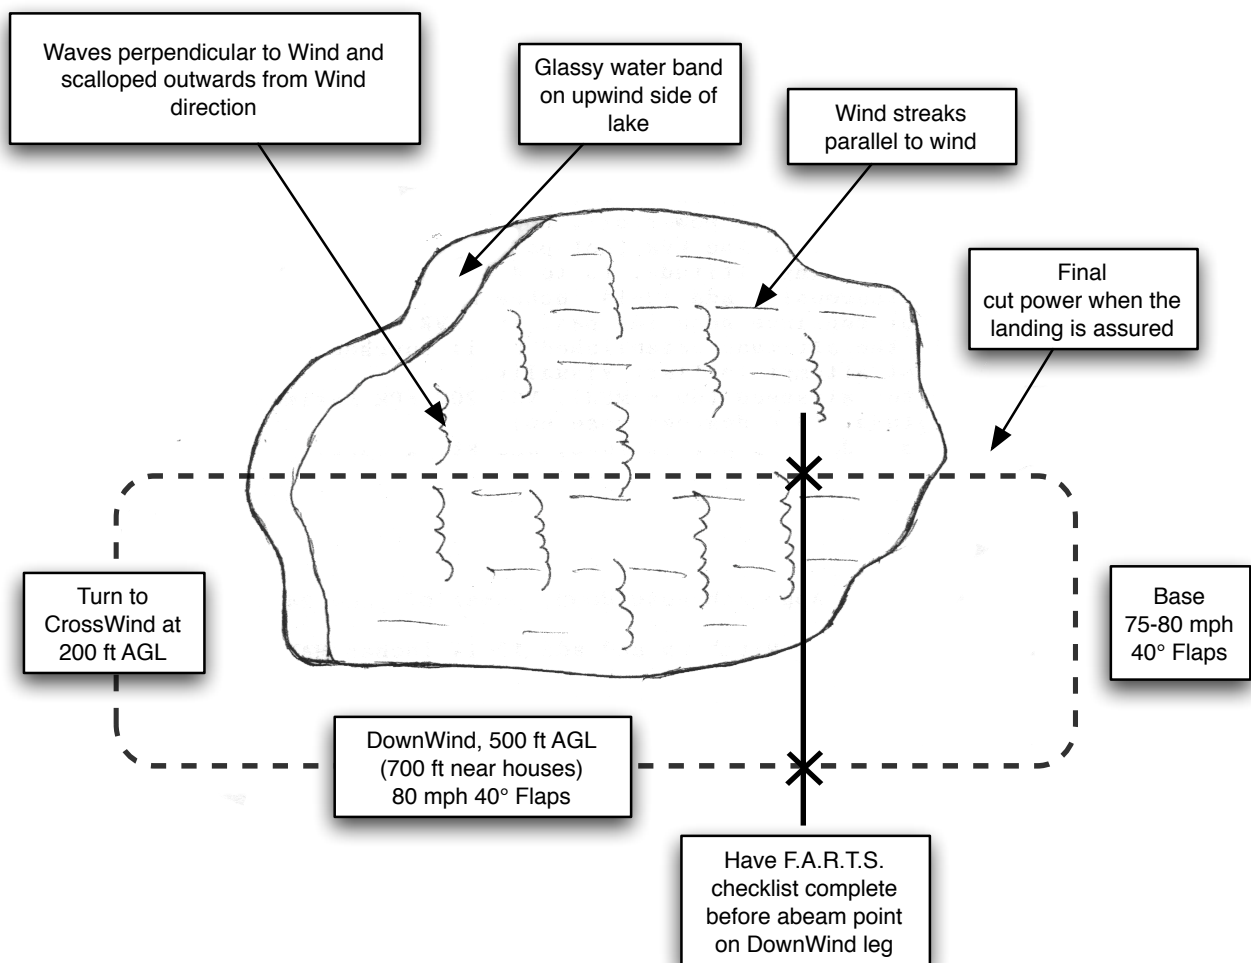 Waves perpendicular to Wind and
scalloped outwards from Wind
direction
Glassy water band
on upwind side of
lake
Wind streaks
parallel to wind
Final
cut power when the
landing is assured
Turn to
CrossWind at
200 ft AGL
Base
75-80 mph
40° Flaps
DownWind, 500 ft AGL
(700 ft near houses)
80 mph 40° Flaps
Have F.A.R.T.S.
checklist complete
before abeam point
on DownWind leg